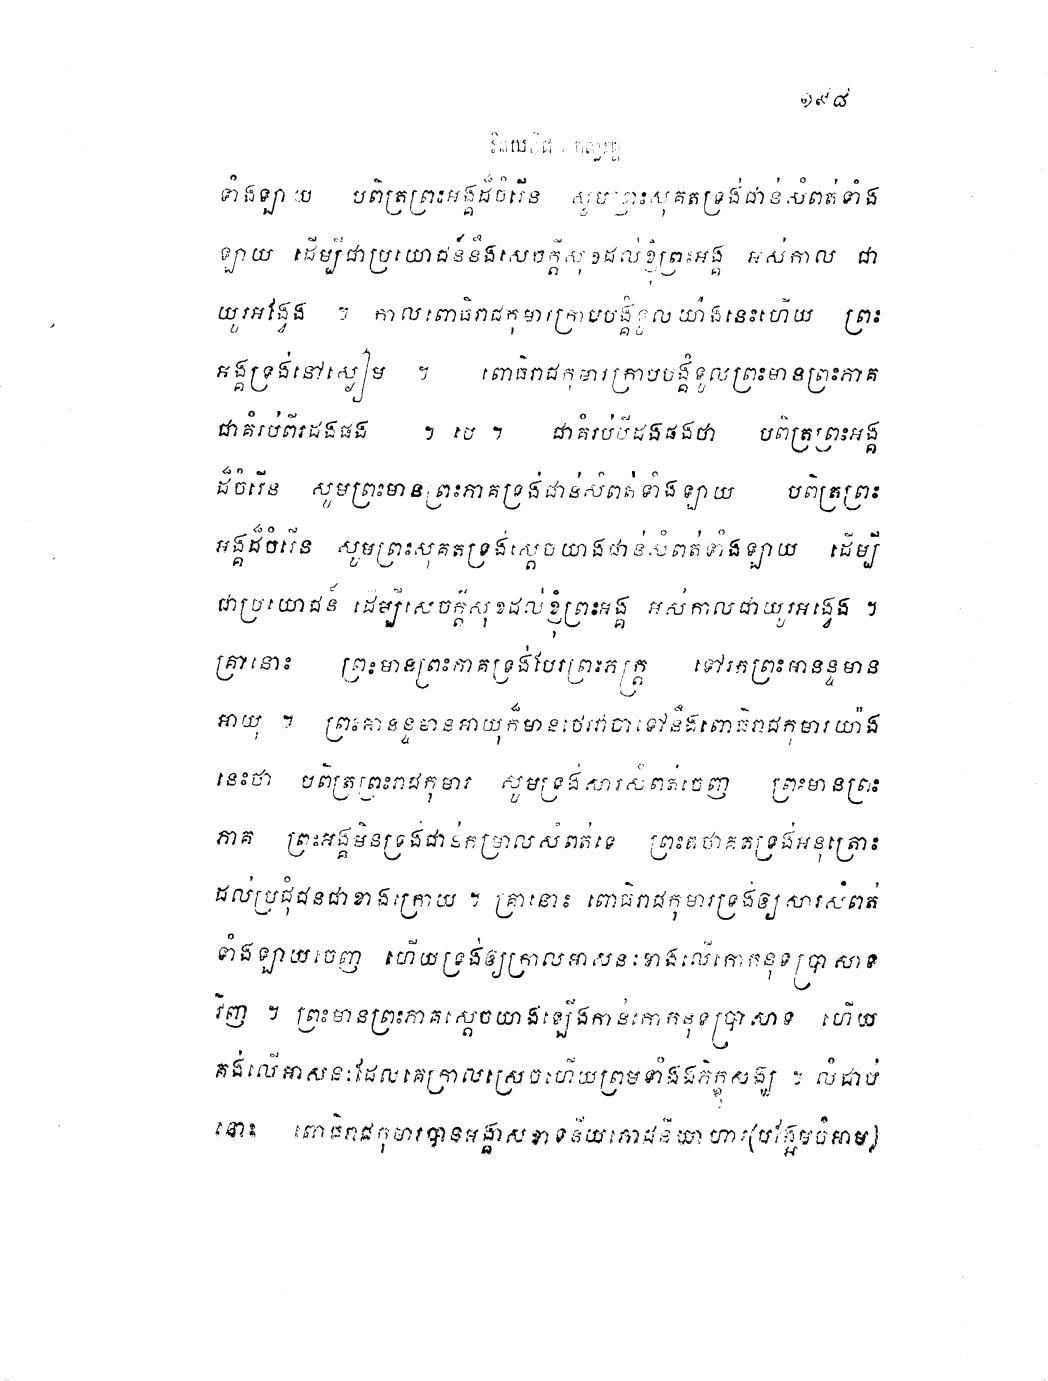 ១៩៨
វិនយបិដក ចុល្លវគ្គ
ទាំងឡាយ បពិត្រព្រះអង្គដ៏ចំរើន សូមព្រះសុគតទ្រង់ជាន់សំពត់ទាំង
ឡាយ ដើម្បីជាប្រយោជន៍នឹងសេចក្តីសុខដល់ខ្ញុំព្រះអង្គ អស់កាល ជា
យូរអង្វែង ។ កាលពោធិរាជកុមារក្រាបបង្គំទូលយ៉ាងនេះហើយ ព្រះ
អង្គទ្រង់នៅស្ងៀម ។ ពោធិរាជកុមារក្រាបបង្គំទូលព្រះមានព្រះភាគ
ជាគំរប់ពីរដងផង ។ បេ ។ ជាគំរប់បីដងផងថា បពិត្រព្រះអង្គ
ដ៏ចំរើន សូមព្រះមានព្រះភាគទ្រង់ជាន់សំពត់ទាំងឡាយ បពិត្រព្រះ
អង្គដ៏ចំរើន សូមព្រះសុគតទ្រង់ស្តេចយាងជាន់សំពត់ទាំងឡាយ ដើម្បី
ជាប្រយោជន៍ ដើម្បីសេចក្តីសុខដល់ខ្ញុំព្រះអង្គ អស់កាលជាយូរអង្វែង ។
គ្រានោះ ព្រះមានព្រះភាគទ្រង់បែរព្រះភក្ត្រ ទៅរកព្រះអានន្ទមាន
អាយុ ។ ព្រះអានន្ទមានអាយុក៏មានថេរវាចាទៅនឹងពោធិរាជកុមារយ៉ាង
នេះថា បពិត្រព្រះរាជកុមារ សូមទ្រង់សារសំពត់ចេញ ព្រះមានព្រះ
ភាគ ព្រះអង្គមិនទ្រង់ជាន់កម្រាលសំពត់ទេ ព្រះតថាគតទ្រង់អនុគ្រោះ
ដល់ប្រជុំជនជាខាងក្រោយ ។ គ្រានោះ ពោធិរាជកុមារទ្រង់ឲ្យសារសំពត់
ទាំងឡាយចេញ ហើយទ្រង់ឲ្យក្រាលអាសនៈខាងលើកោកនុទប្រាសាទ
វិញ ។ ព្រះមានព្រះភាគស្តេចយាងឡើងកាន់កោកនុទប្រាសាទ ហើយ
គង់លើអាសនៈដែលគេក្រាលស្រេចហើយព្រមទាំងងភិក្ខុសង្ឃ ។ លំដាប់
នោះ ពោធិរាជកុមារបានអង្គាសខាទនីយភោជនីយាហារ(បង្អែមចំអាម)